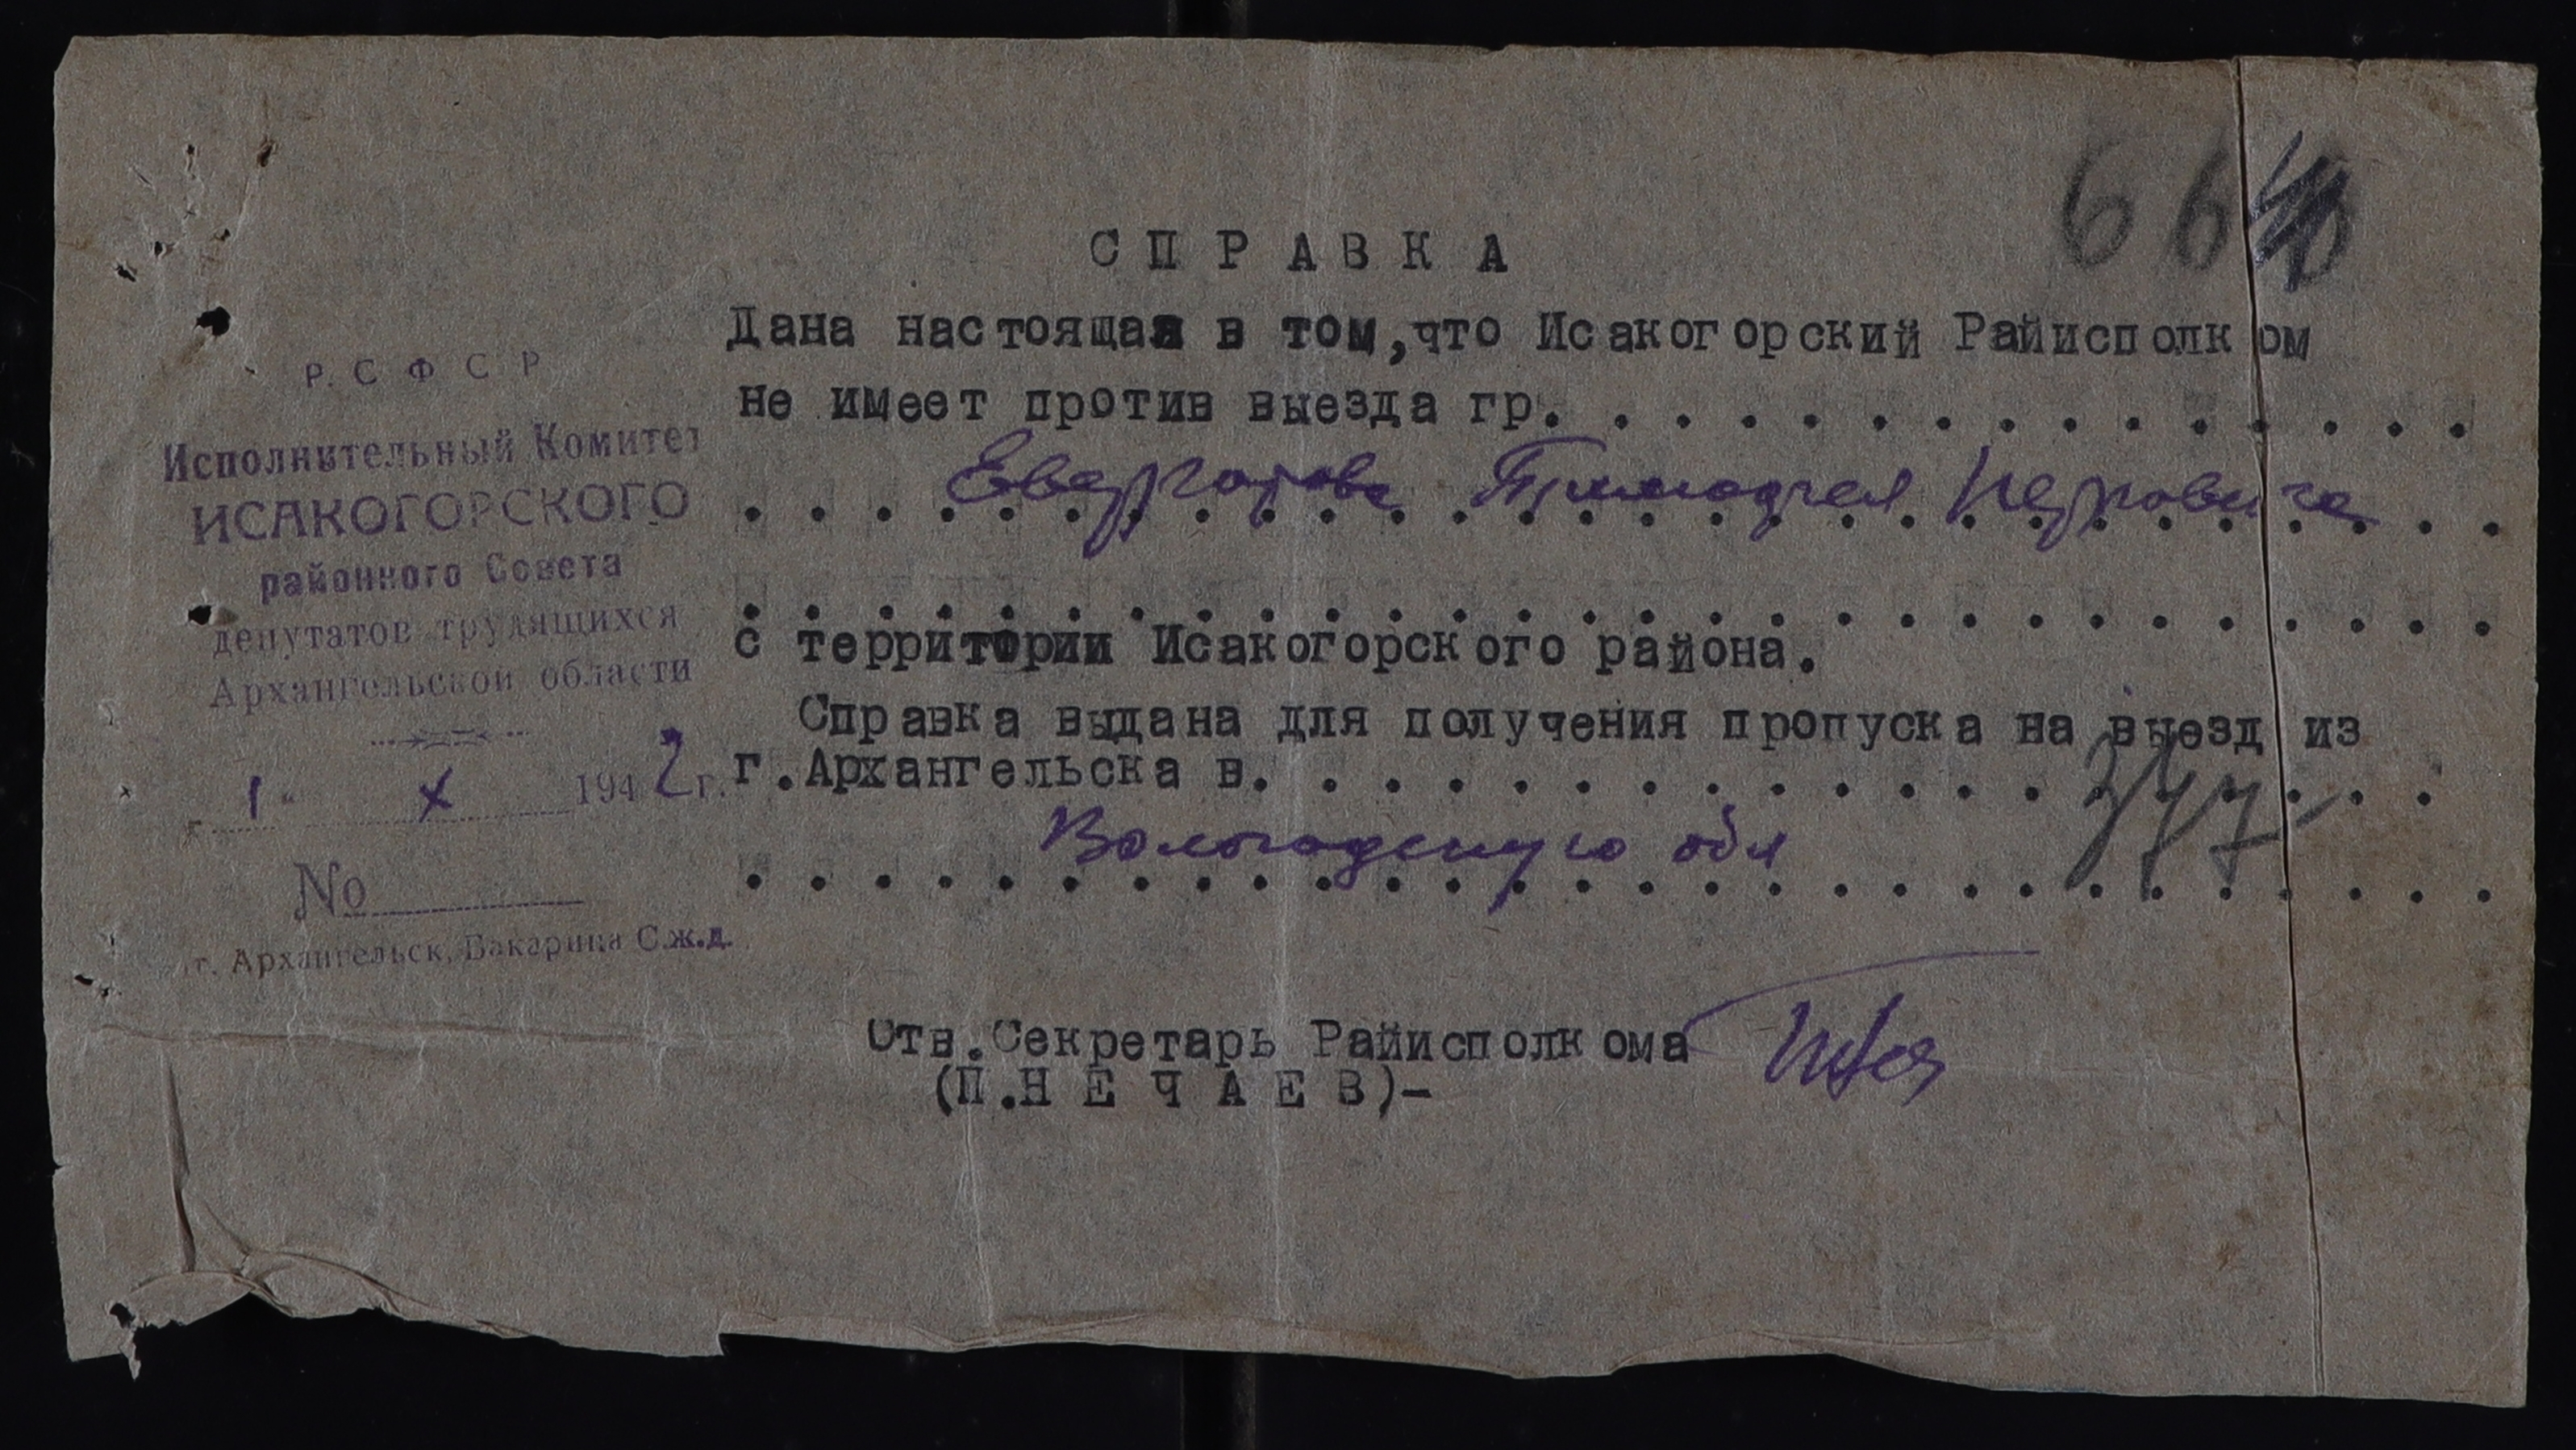 66
С П Р А В К А
Дана настоящая в том,что Исакогорский Райисполком
не имеет против выезда гр. . . . . . . . . . . . . . . .
с территории Исакогорского района.
Справка выдана для получения пропуска на выезд из
г.Архангельска в. . . . . . . . . . . . . . . . . . .
Вологодскую обл
Отв.Секретарь Райисполкома
(П.Н Е Ч А Е В)-
Р. С Ф С Р
Исполнительный Комитет
ИСАКОГОРСКОГО
районного Совета
депутатов трудящихся
Архангельской области
1 X 1942 г.
№
г. Архангельск, Бакарица С.ж.д.